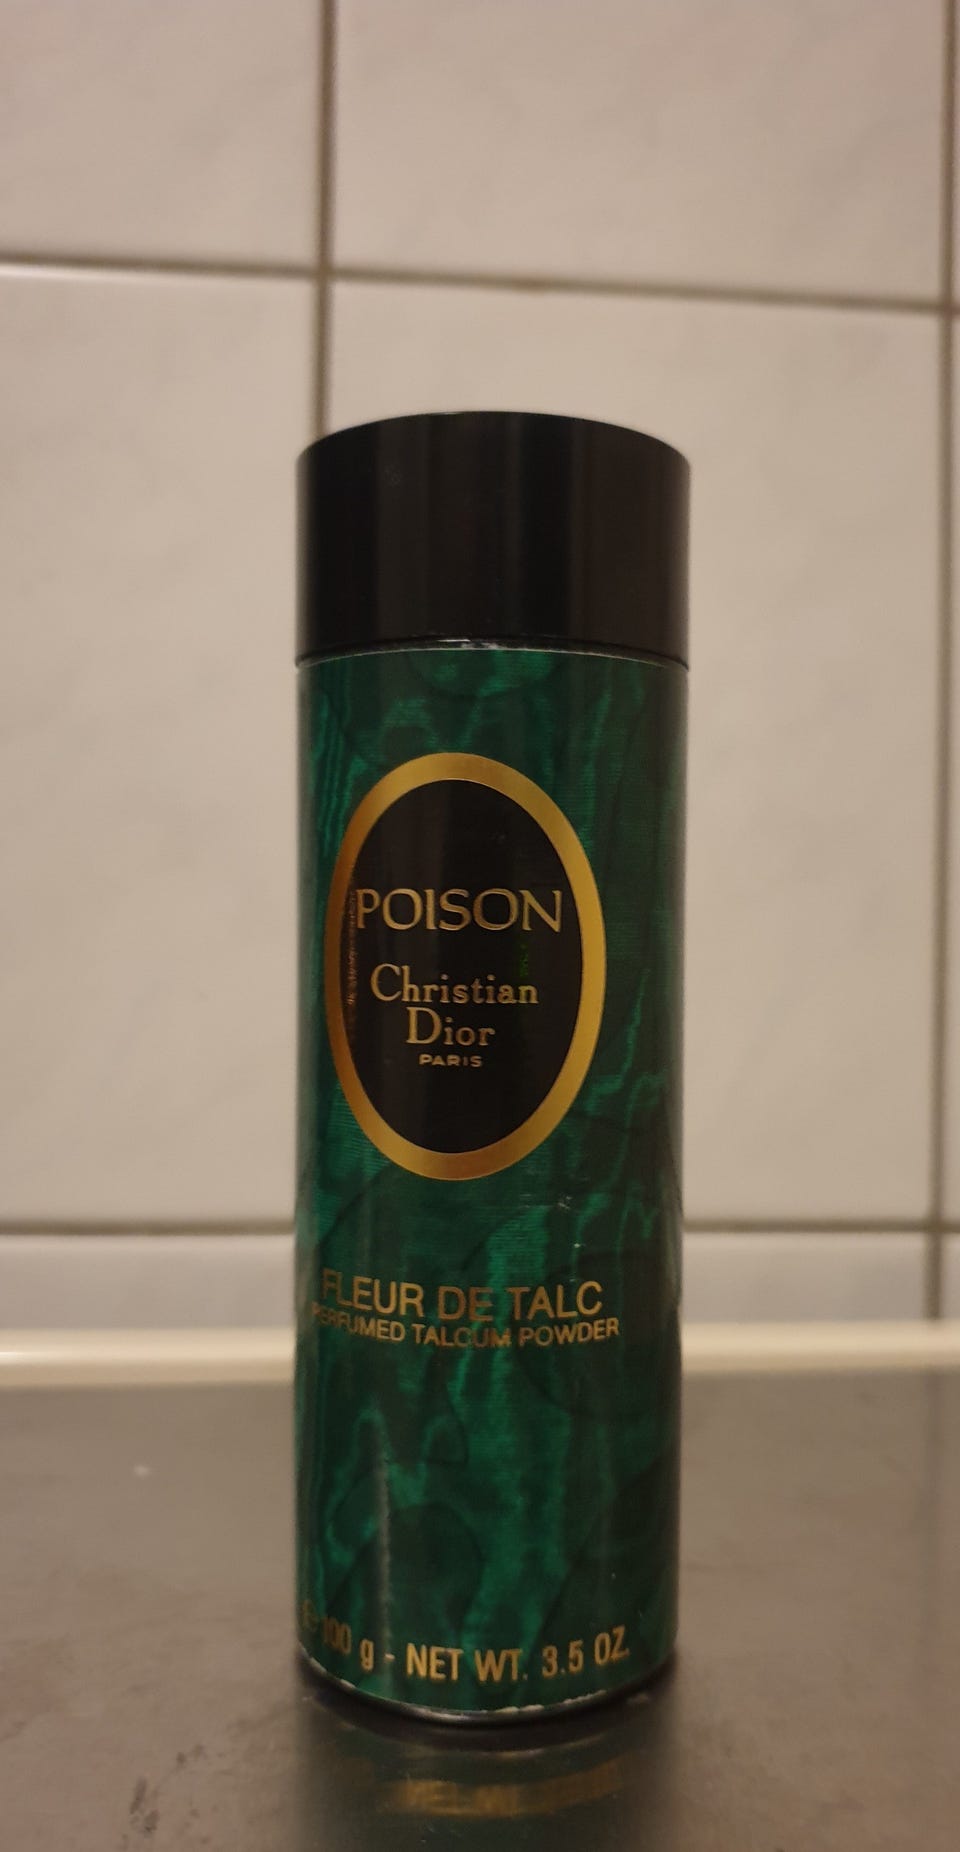 POISON
Christian
Dior
PARIS
FLEUR DE TALC
PERFUMED TALCUM POWDER
℮ 100 g - NET WT. 3.5 OZ.